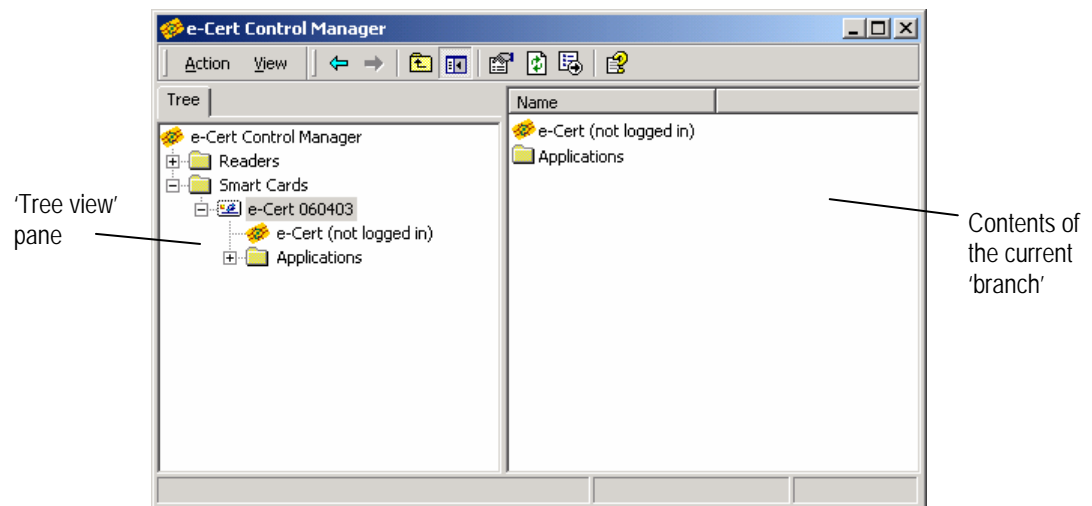 e-Cert Control Manager
Action View
Tree
Name
e-Cert Control Manager
Readers
Smart Cards
e-Cert 060403
e-Cert (not logged in)
Applications
e-Cert (not logged in)
Applications
'Tree view'
pane
Contents of
the current
'branch'